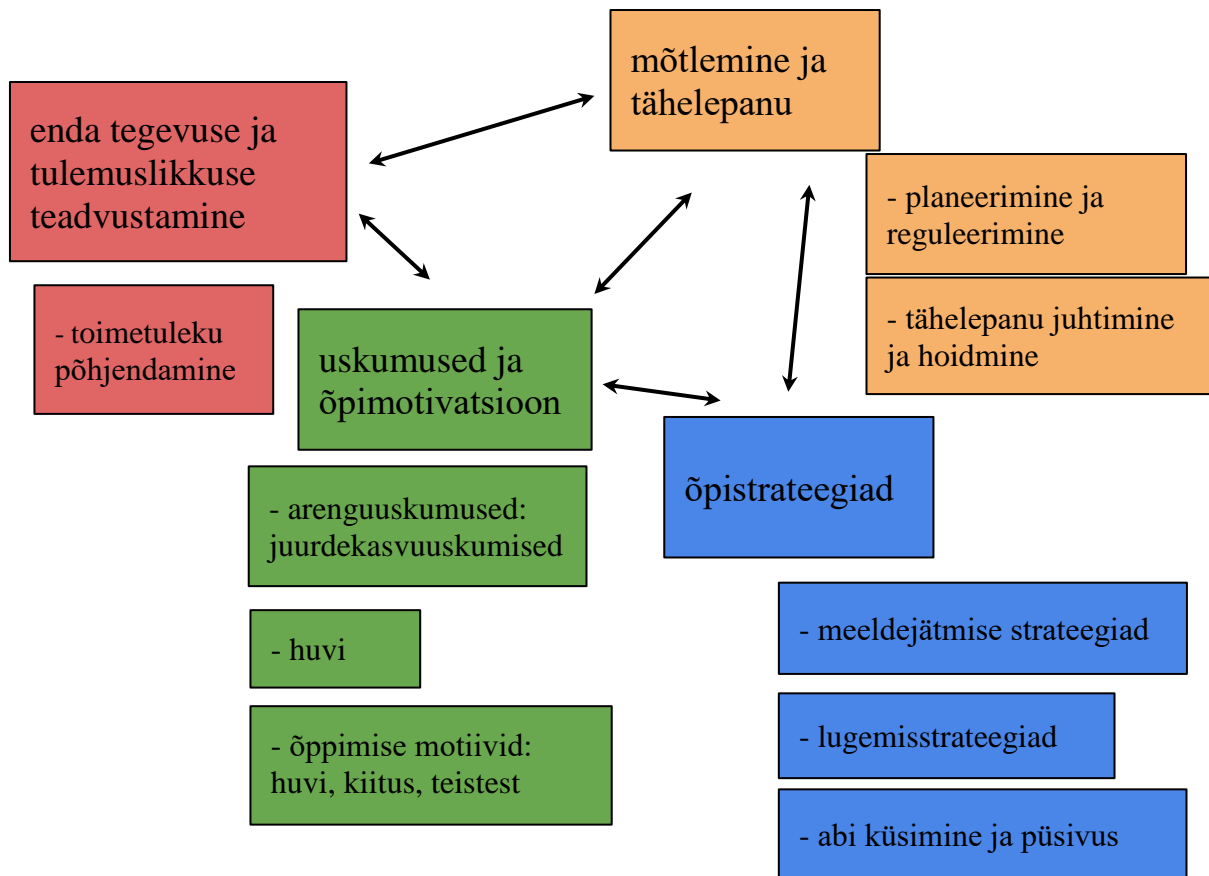 mõtlemine ja
tähelepanu
enda tegevuse ja
tulemuslikkuse
teadvustamine
- planeerimine ja
reguleerimine
- toimetuleku
põhjendamine
- tähelepanu juhtimine
ja hoidmine
uskumused ja
õpimotivatsioon
õpistrateegiad
- arenguuskumused:
juurdekasvuuskumised
- huvi
- õppimise motiivid:
huvi, kiitus, teistest
- meeldejätmise strateegiad
- lugemisstrateegiad
- abi küsimine ja püsivus